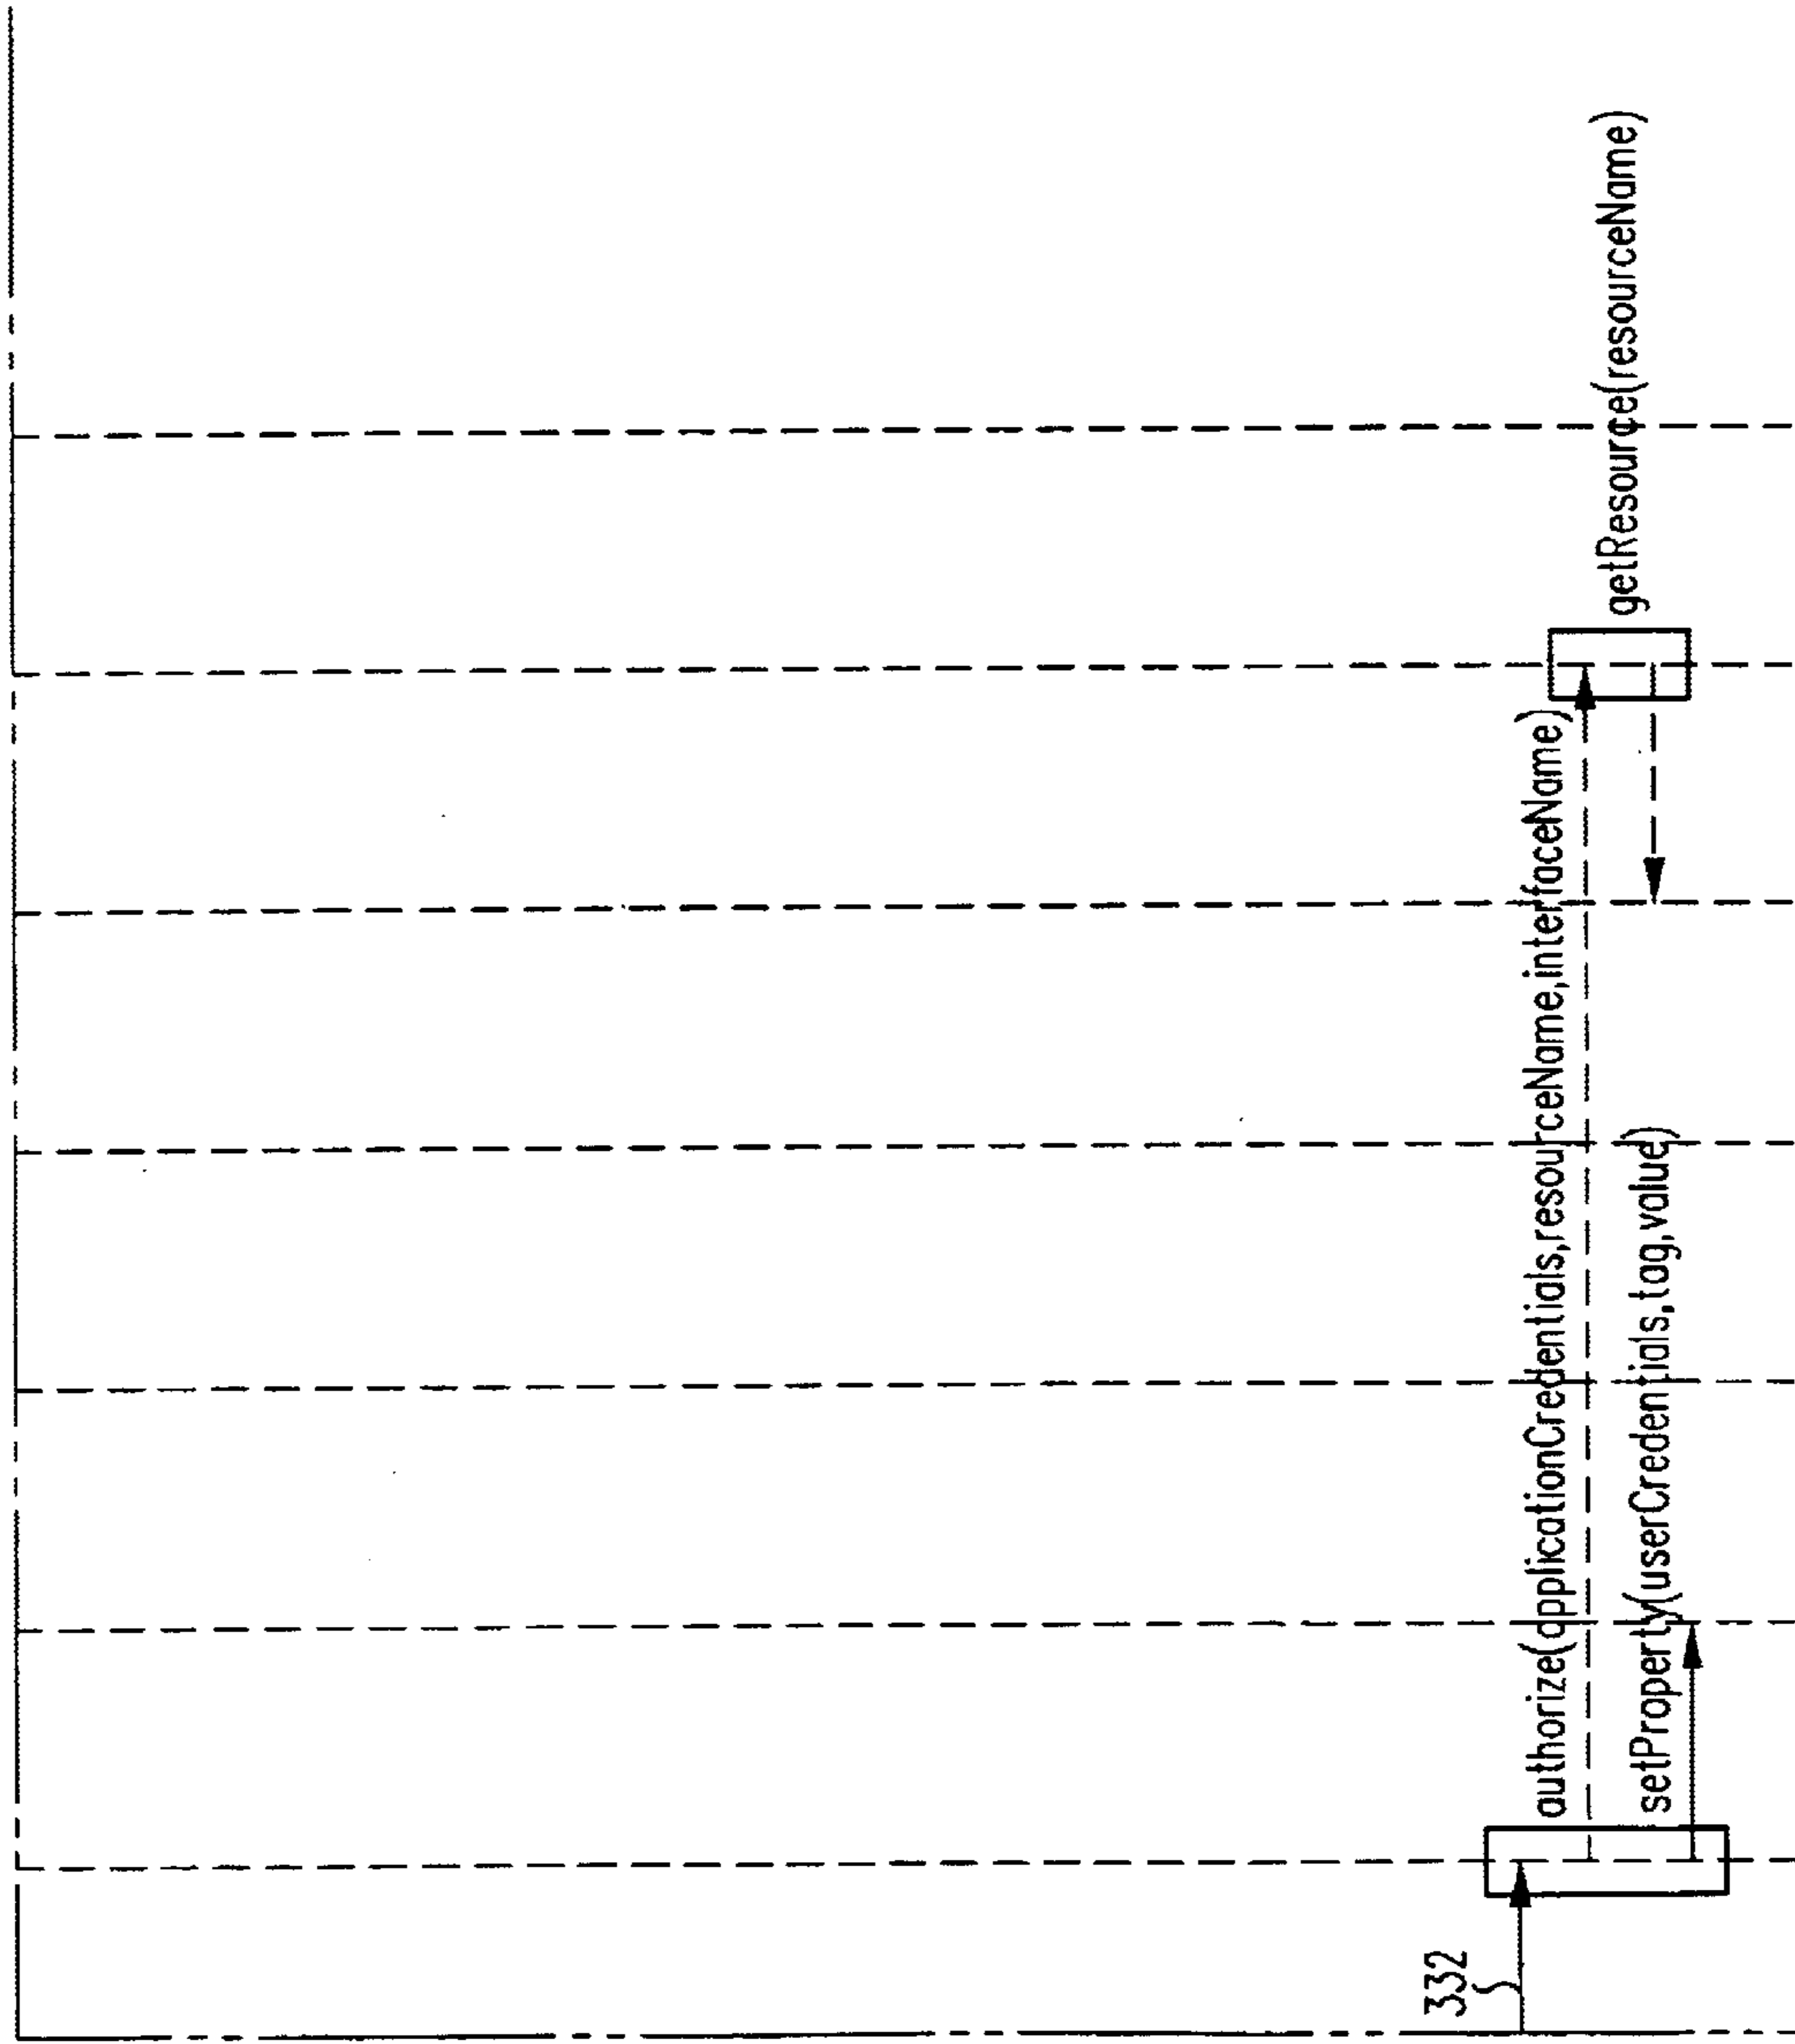 332
authorize(applicationCredentials,resourceName,interfaceName)
setProperty(userCredentials,tag,value)
getResource(resourceName)